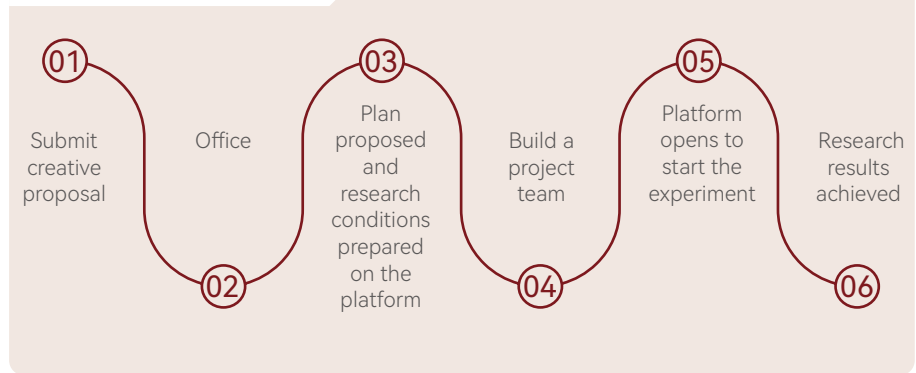 01
Submit
creative
proposal
02
Office
03
Plan
proposed
and
research
conditions
prepared
on the
platform
04
Build a
project
team
05
Platform
opens to
start the
experiment
06
Research
results
achieved